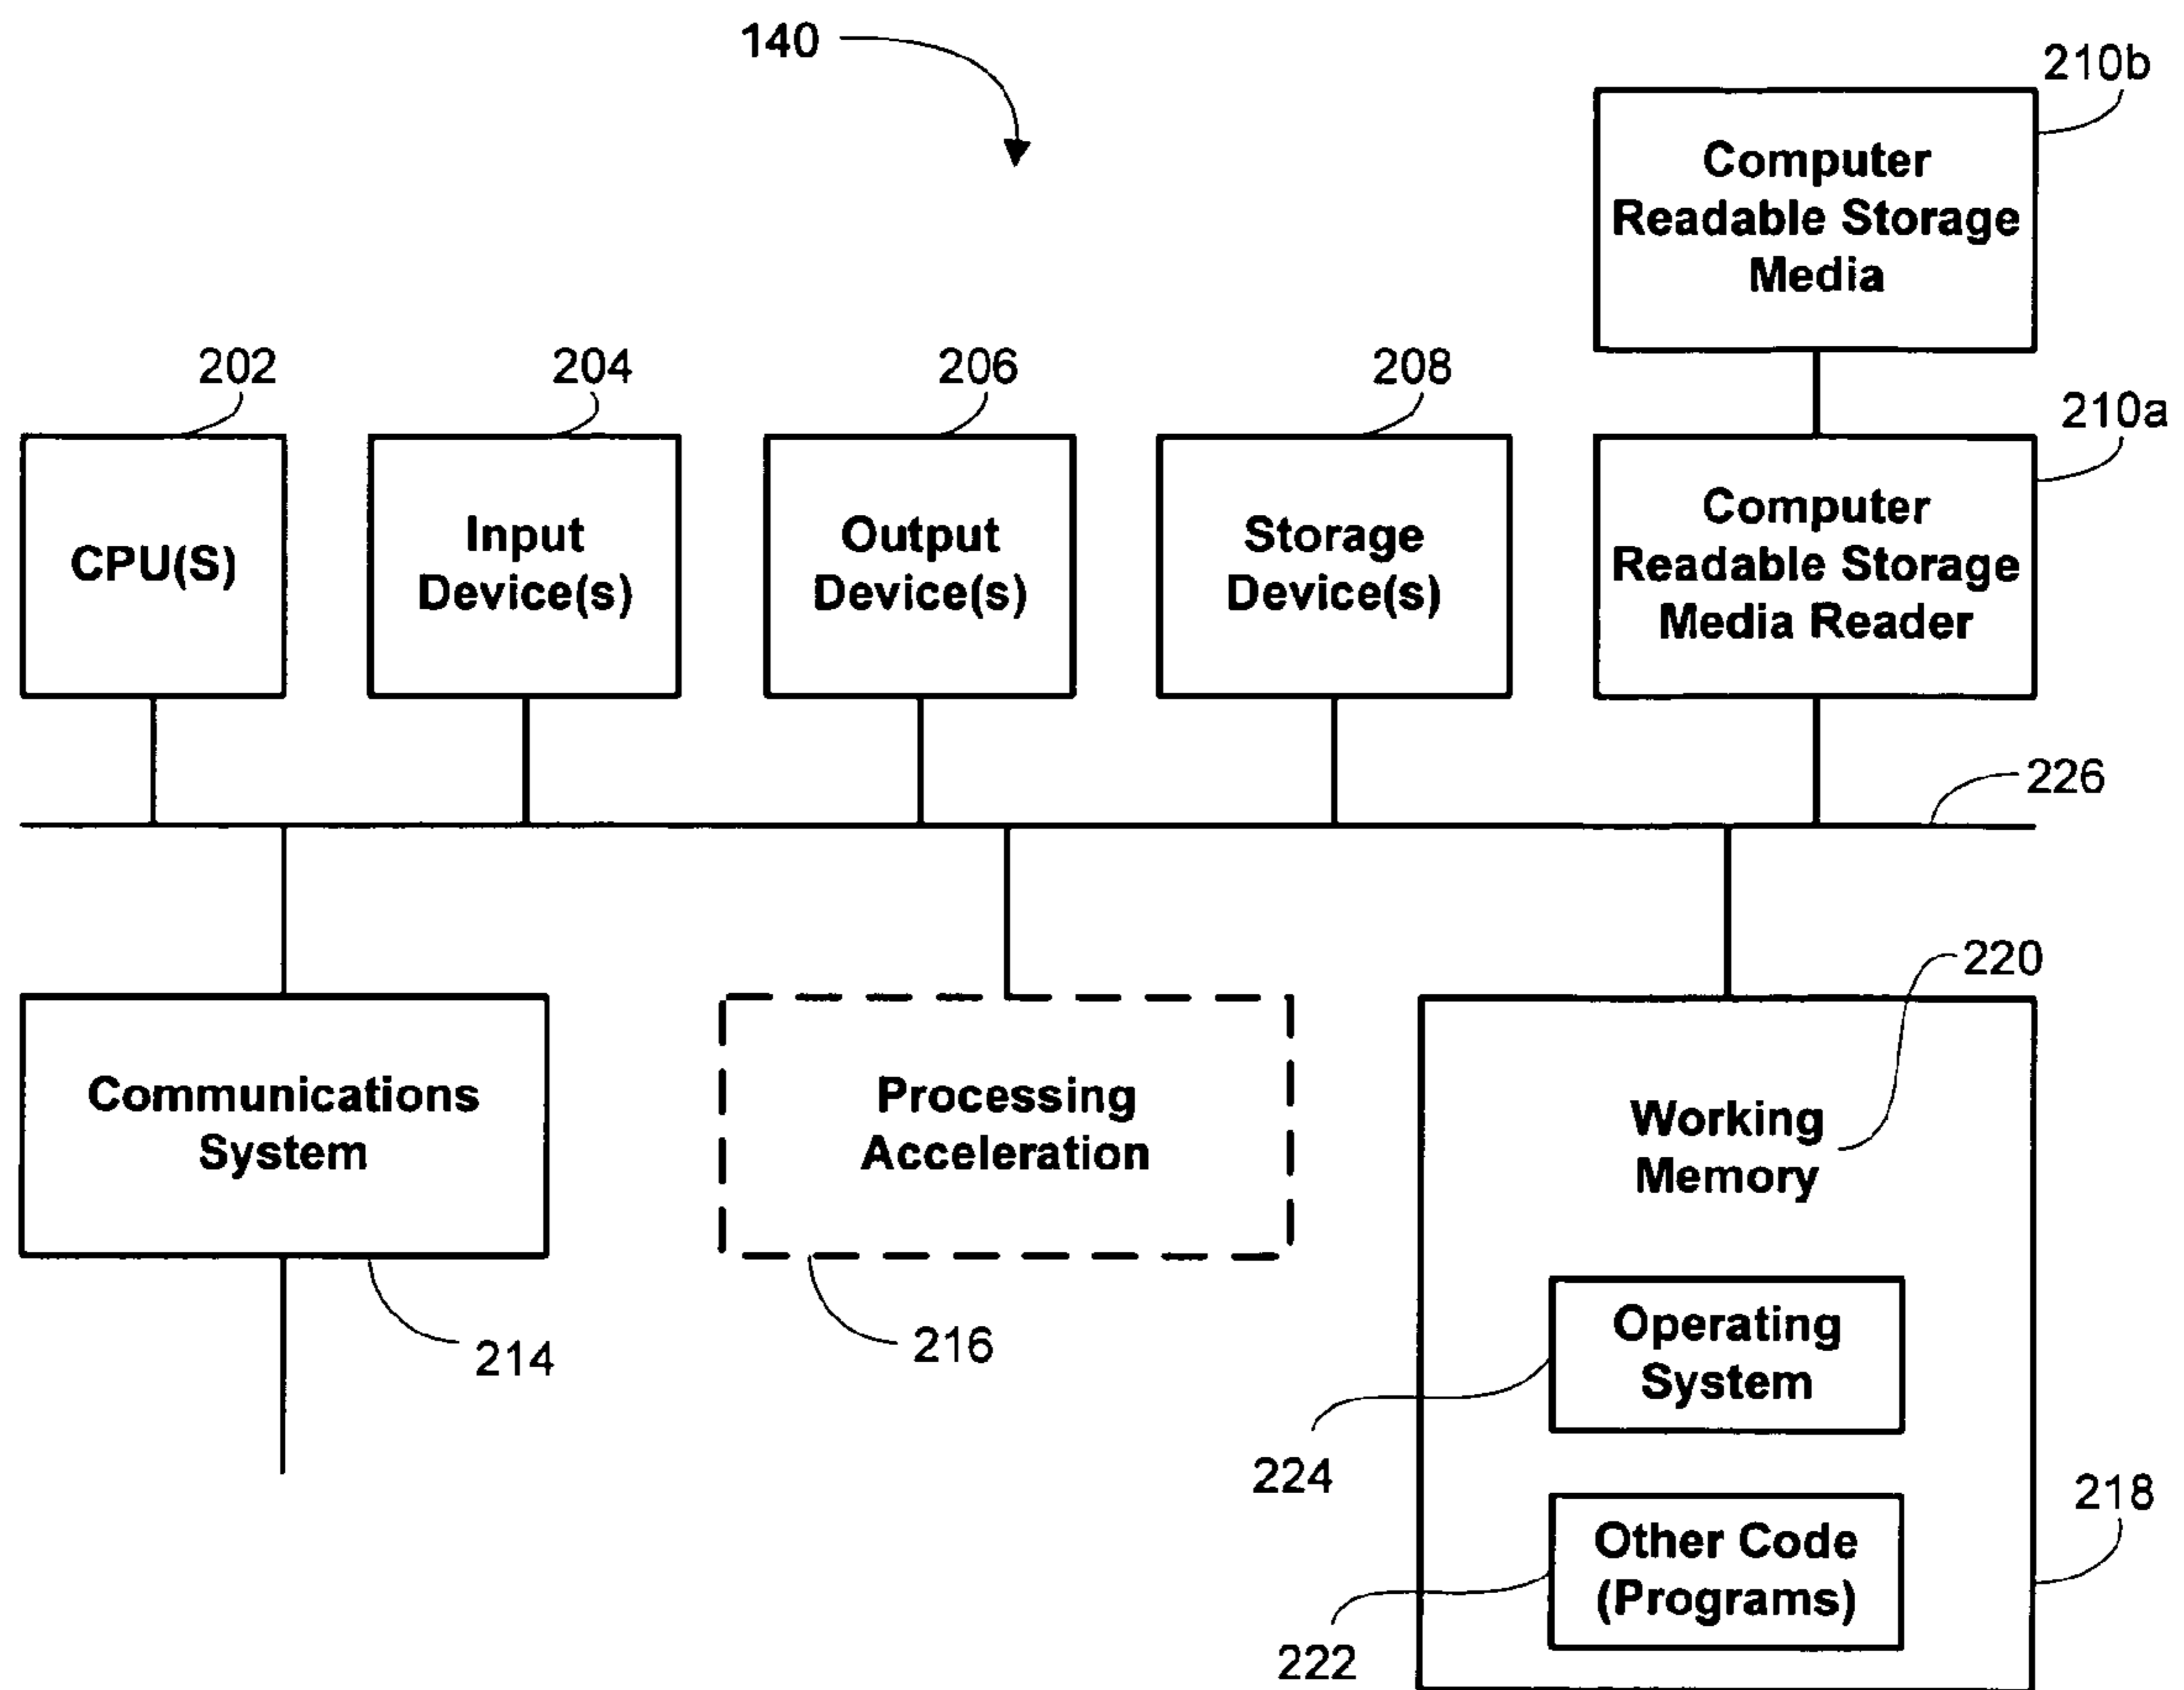 140
210b
Computer
Readable Storage
Media
202
204
206
208
210a
CPU(S)
Input
Device(s)
Output
Device(s)
Storage
Device(s)
Computer
Readable Storage
Media Reader
226
220
Communications
System
Processing
Acceleration
Working
Memory
214
216
Operating
System
224
218
Other Code
(Programs)
222